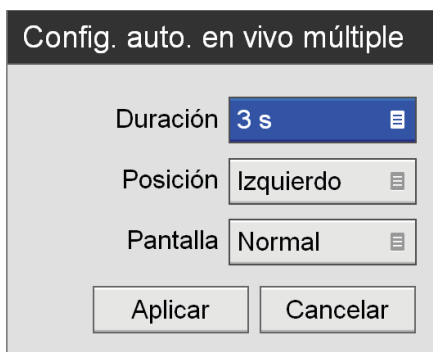 Config. auto. en vivo múltiple
Duración 3 s
Posición Izquierdo
Pantalla Normal
Aplicar Cancelar